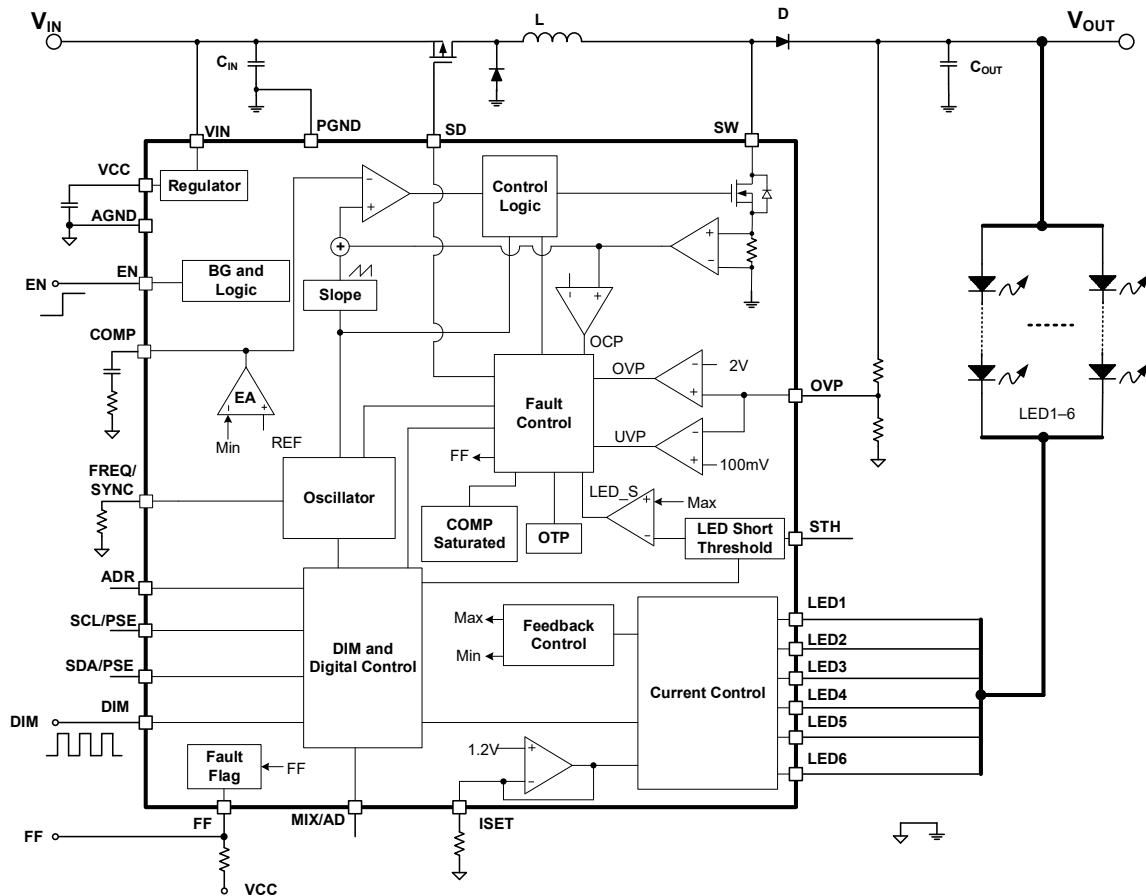 VIN
L
D
VOUT
CIN
COUT
VIN
PGND
SD
SW
VCC
Regulator
AGND
Control
Logic
EN
EN
BG and
Logic
Slope
COMP
OCP
OVP
2V
OVP
EA
Min
REF
Fault
Control
UVP
100mV
LED1–6
FF
FREQ/
SYNC
Oscillator
LED_S
Max
COMP
Saturated
OTP
LED Short
Threshold
STH
ADR
SCL/PSE
SDA/PSE
DIM
DIM
DIM and
Digital Control
Max
Min
Feedback
Control
Current Control
LED1
LED2
LED3
LED4
LED5
LED6
1.2V
Fault
Flag
FF
FF
MIX/AD
ISET
FF
VCC